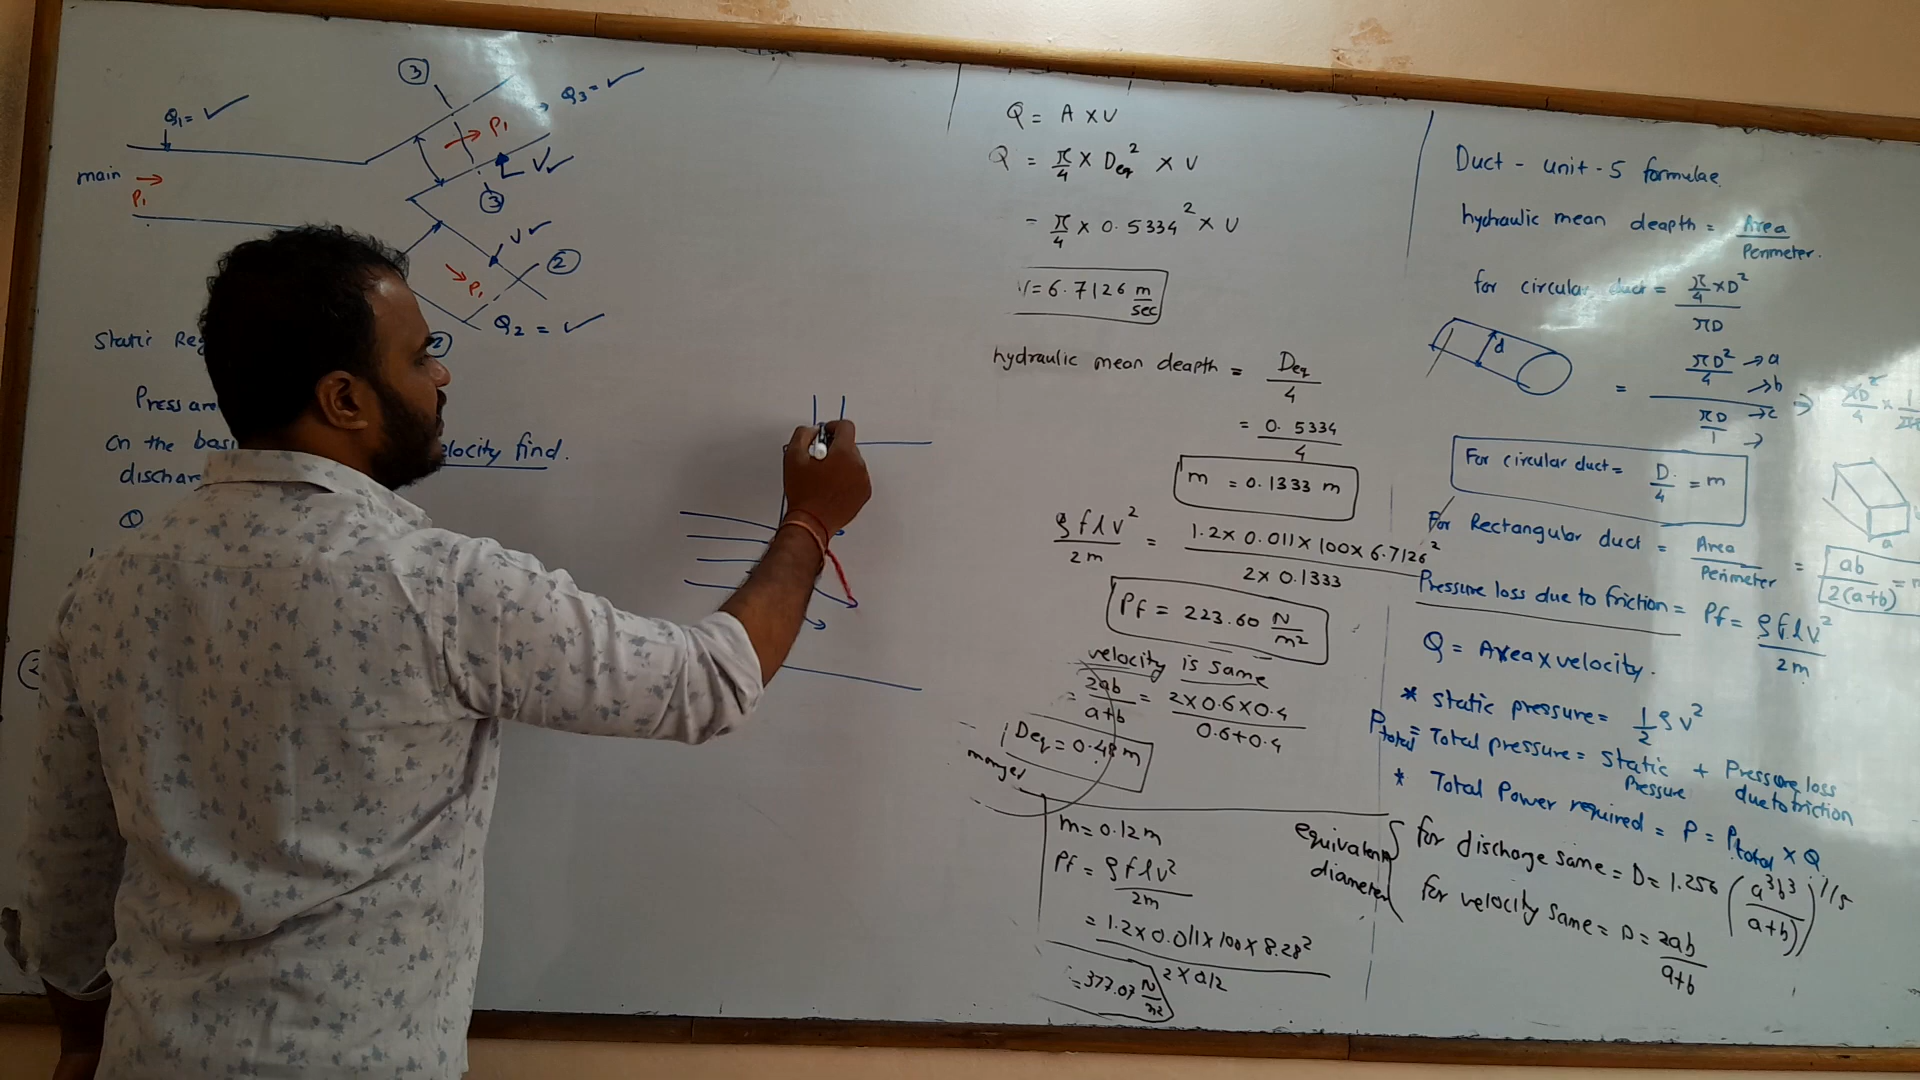 Q1 = ✓
3
Q3 = ✓
P1
main
P1
V ✓
3
V ✓
2
P1
Q2 = ✓
2
Static Re
Press are
on the basi
elocity find.
dischar
1
2
Q = A x V
Q = π/4 x Deq² x V
= π/4 x 0.5334² x V
V = 6.7126 m/sec
hydraulic mean deapth = Deq/4
= 0.5334/4
m = 0.1333 m
ρflv²/2m = 1.2 x 0.011 x 100 x 6.7126²/2 x 0.1333
Pf = 223.60 N/m²
velocity is same
= 2ab/a+b = 2 x 0.6 x 0.4/0.6+0.4
Deq = 0.48 m
m = 0.12 m
Pf = ρflv²/2m
= 1.2 x 0.011 x 100 x 8.28²/2 x 0.12
= 377.07 N/m²
Duct - unit - 5 formulae.
hydraulic mean deapth = Area/Perimeter.
for circular duct = π/4 x D²/πD
d
= πD²/4 → a → b
πD/1 → c →
→ πD²/4 x
For circular duct = D/4 = m
For Rectangular duct = Area/Perimeter = ab/2(a+b) = m
a
Pressure loss due to friction = Pf = ρflv²/2m
Q = Area x velocity.
* Static pressure = 1/2 ρv²
Ptotal = Total pressure = Static Pressure + Pressure loss due to friction
* Total Power required = P = Ptotal x Q
equivalent diameter
for discharge same = D = 1.256 (a³b³/a+b)^1/5
for velocity same = D = 2ab/a+b